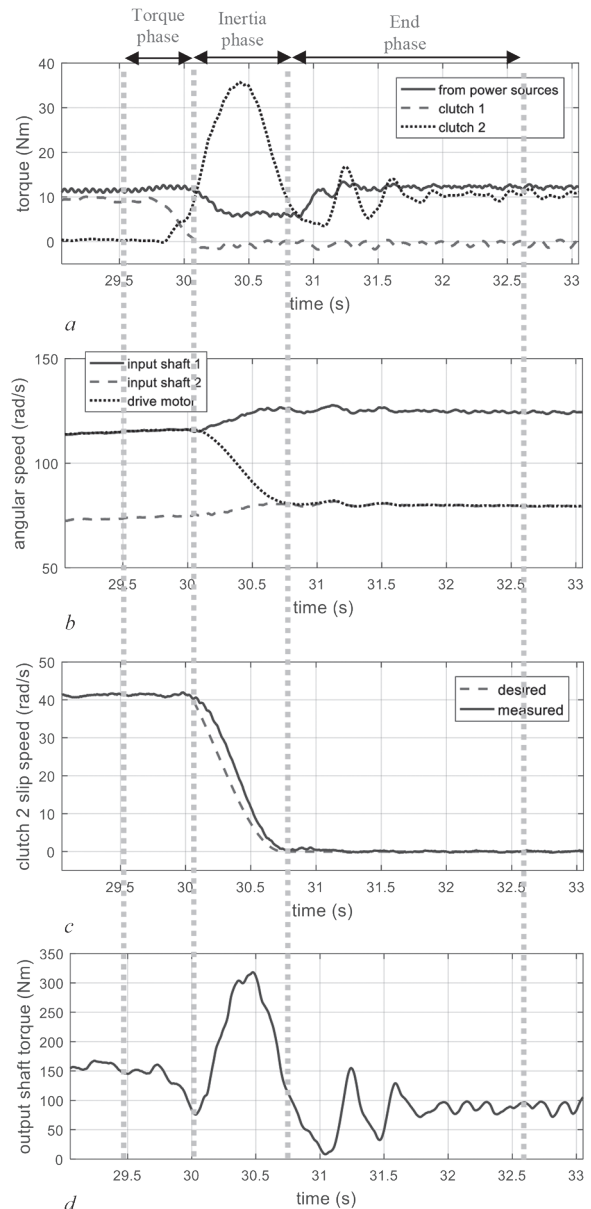 Torque Inertia End
phase phase phase
40
30
20
10
0
torque (Nm)
from power sources
clutch 1
clutch 2
29.5 30 30.5 31 31.5 32 32.5 33
time (s)
a
150
100
50
angular speed (rad/s)
input shaft 1
input shaft 2
drive motor
29.5 30 30.5 31 31.5 32 32.5 33
time (s)
b
50
40
30
20
10
0
clutch 2 slip speed (rad/s)
desired
measured
29.5 30 30.5 31 31.5 32 32.5 33
time (s)
c
350
300
250
200
150
100
50
0
output shaft torque (Nm)
29.5 30 30.5 31 31.5 32 32.5 33
time (s)
d